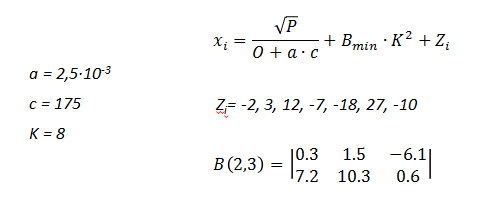 x_i = √P / (O + a · c) + B_min · K² + Z_i
a = 2,5·10⁻³
c = 175
K = 8
Z_i= -2, 3, 12, -7, -18, 27, -10
B(2,3) = |0.3 1.5 −6.1|
|7.2 10.3 0.6|